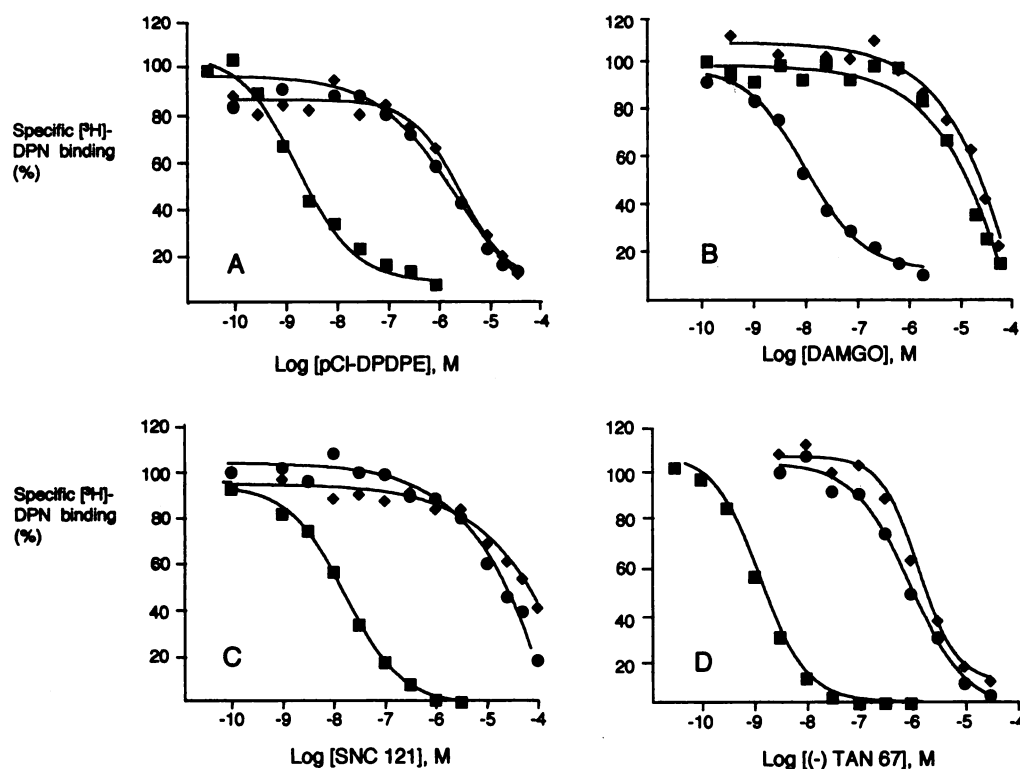 120
100
80
60
40
20
Specific [³H]-
DPN binding
(%)
A
-10 -9 -8 -7 -6 -5 -4
Log [pCl-DPDPE], M
120
100
80
60
40
20
B
-10 -9 -8 -7 -6 -5 -4
Log [DAMGO], M
120
100
80
60
40
20
Specific [³H]-
DPN binding
(%)
C
-10 -9 -8 -7 -6 -5 -4
Log [SNC 121], M
120
100
80
60
40
20
D
-10 -9 -8 -7 -6 -5 -4
Log [(-) TAN 67], M